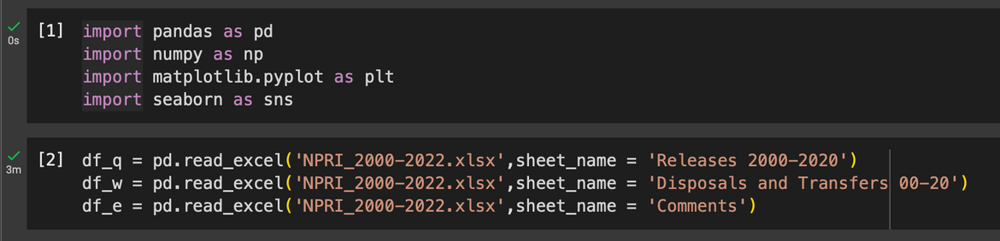 [1] import pandas as pd
import numpy as np
import matplotlib.pyplot as plt
import seaborn as sns
0s
[2] df_q = pd.read_excel('NPRI_2000-2022.xlsx',sheet_name = 'Releases 2000-2020')
df_w = pd.read_excel('NPRI_2000-2022.xlsx',sheet_name = 'Disposals and Transfers 00-20')
df_e = pd.read_excel('NPRI_2000-2022.xlsx',sheet_name = 'Comments')
3m